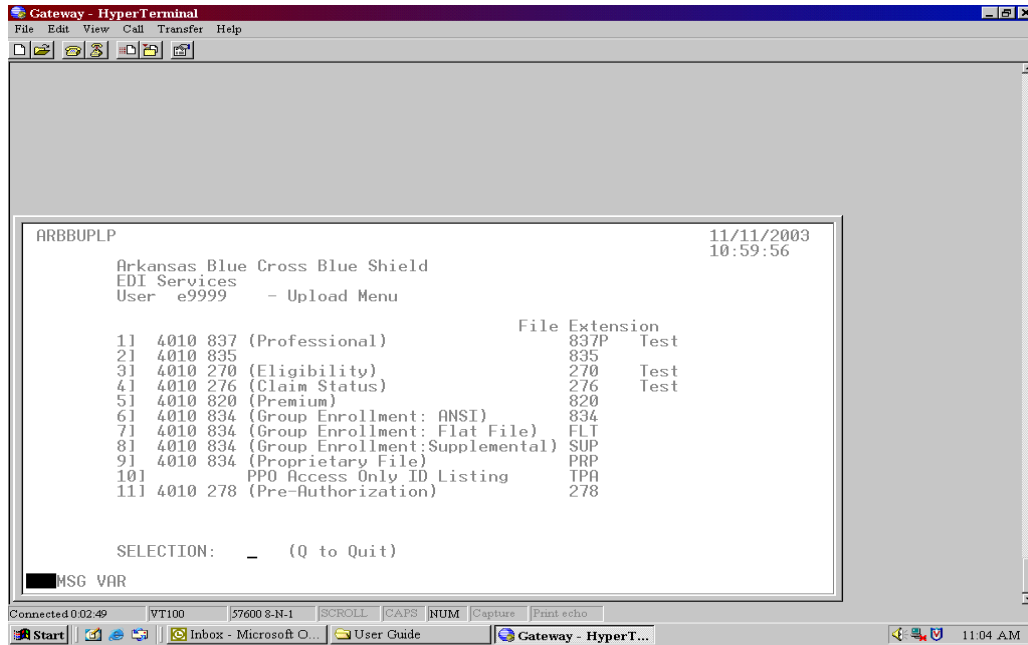 Gateway - HyperTerminal
File Edit View Call Transfer Help
ARBBUPLP 11/11/2003
10:59:56
Arkansas Blue Cross Blue Shield
EDI Services
User e9999 - Upload Menu
File Extension
1] 4010 837 (Professional) 837P Test
2] 4010 835 835
3] 4010 270 (Eligibility) 270 Test
4] 4010 276 (Claim Status) 276 Test
5] 4010 820 (Premium) 820
6] 4010 834 (Group Enrollment: ANSI) 834
7] 4010 834 (Group Enrollment: Flat File) FLT
8] 4010 834 (Group Enrollment:Supplemental) SUP
9] 4010 834 (Proprietary File) PRP
10] PPO Access Only ID Listing TPA
11] 4010 278 (Pre-Authorization) 278
SELECTION: _ (Q to Quit)
MSG VAR
Connected 0:02:49 VT100 57600 8-N-1 SCROLL CAPS NUM Capture Print echo
Start Inbox - Microsoft O... User Guide Gateway - HyperT... 11:04 AM